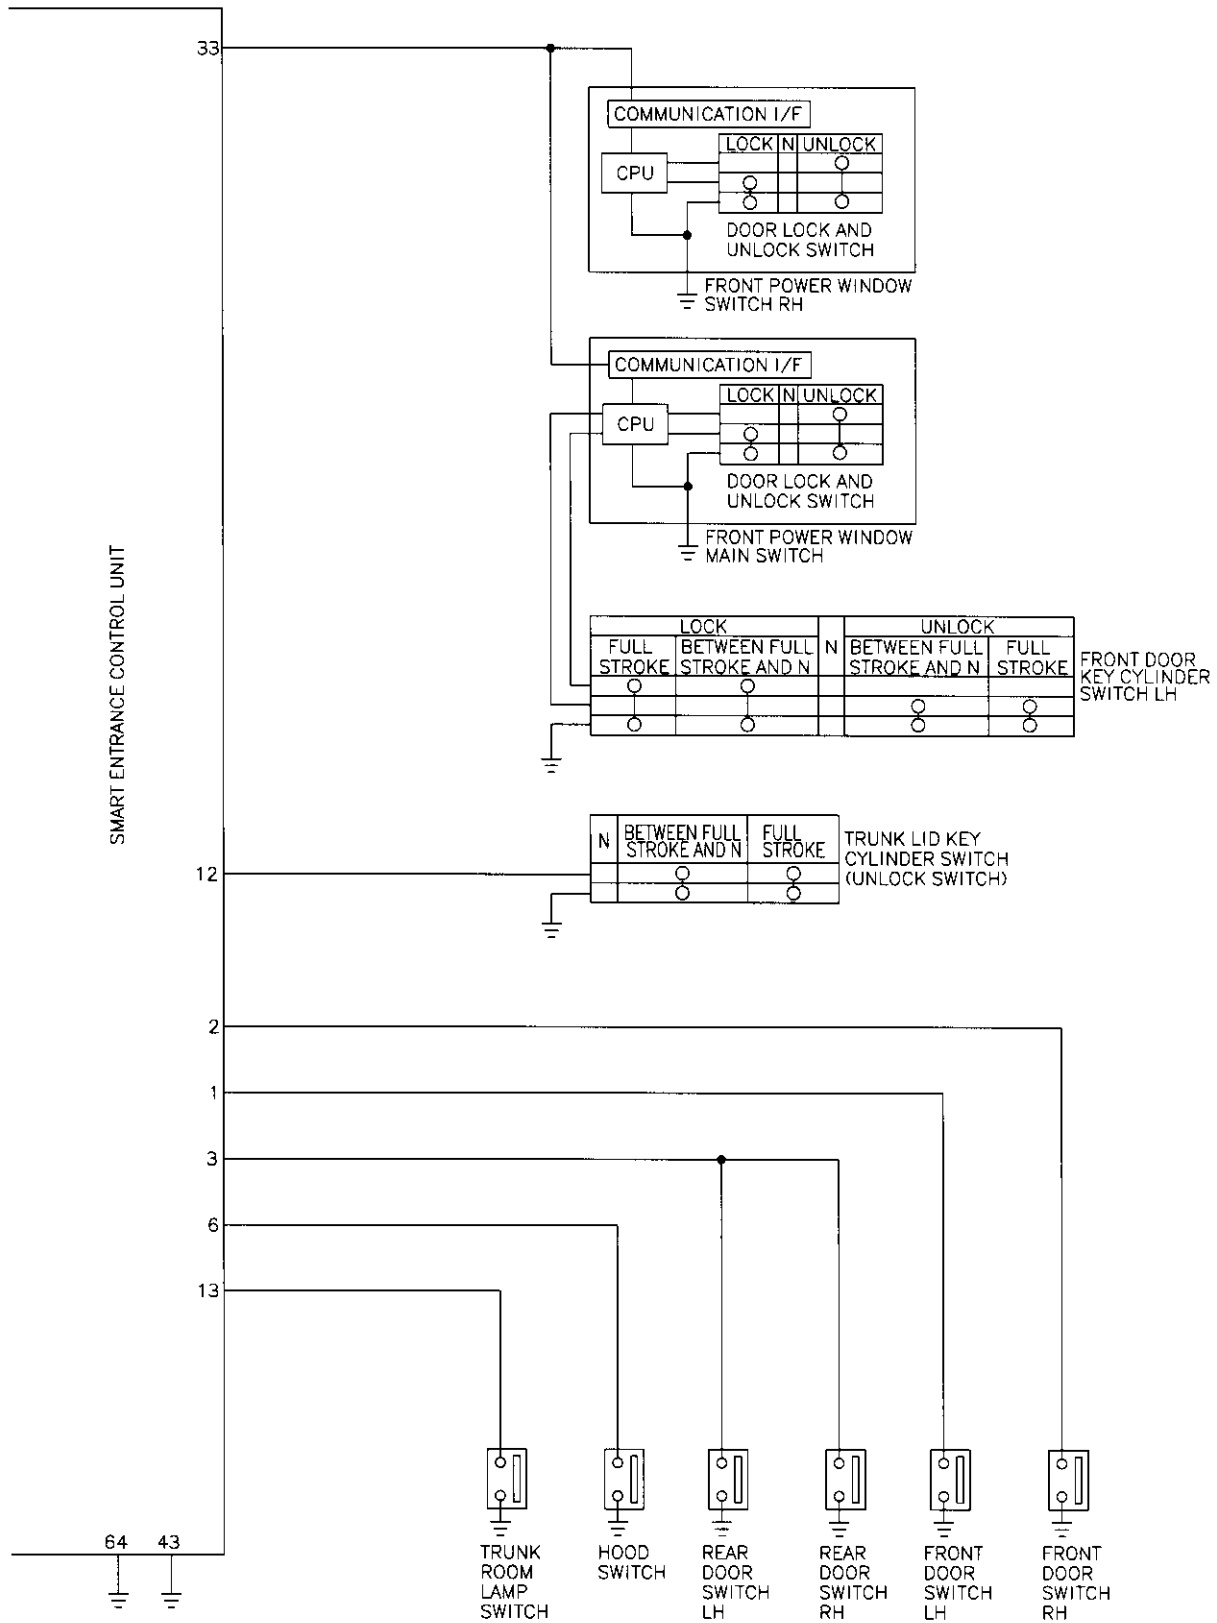 33
COMMUNICATION I/F
LOCK N UNLOCK
CPU
DOOR LOCK AND
UNLOCK SWITCH
FRONT POWER WINDOW
SWITCH RH
COMMUNICATION I/F
LOCK N UNLOCK
CPU
DOOR LOCK AND
UNLOCK SWITCH
FRONT POWER WINDOW
MAIN SWITCH
SMART ENTRANCE CONTROL UNIT
LOCK N UNLOCK
FULL STROKE
BETWEEN FULL STROKE AND N
BETWEEN FULL STROKE AND N
FULL STROKE
FRONT DOOR
KEY CYLINDER
SWITCH LH
12
N
BETWEEN FULL
STROKE AND N
FULL
STROKE
TRUNK LID KEY
CYLINDER SWITCH
(UNLOCK SWITCH)
2
1
3
6
13
64 43
TRUNK
ROOM
LAMP
SWITCH
HOOD
SWITCH
REAR
DOOR
SWITCH
LH
REAR
DOOR
SWITCH
RH
FRONT
DOOR
SWITCH
LH
FRONT
DOOR
SWITCH
RH